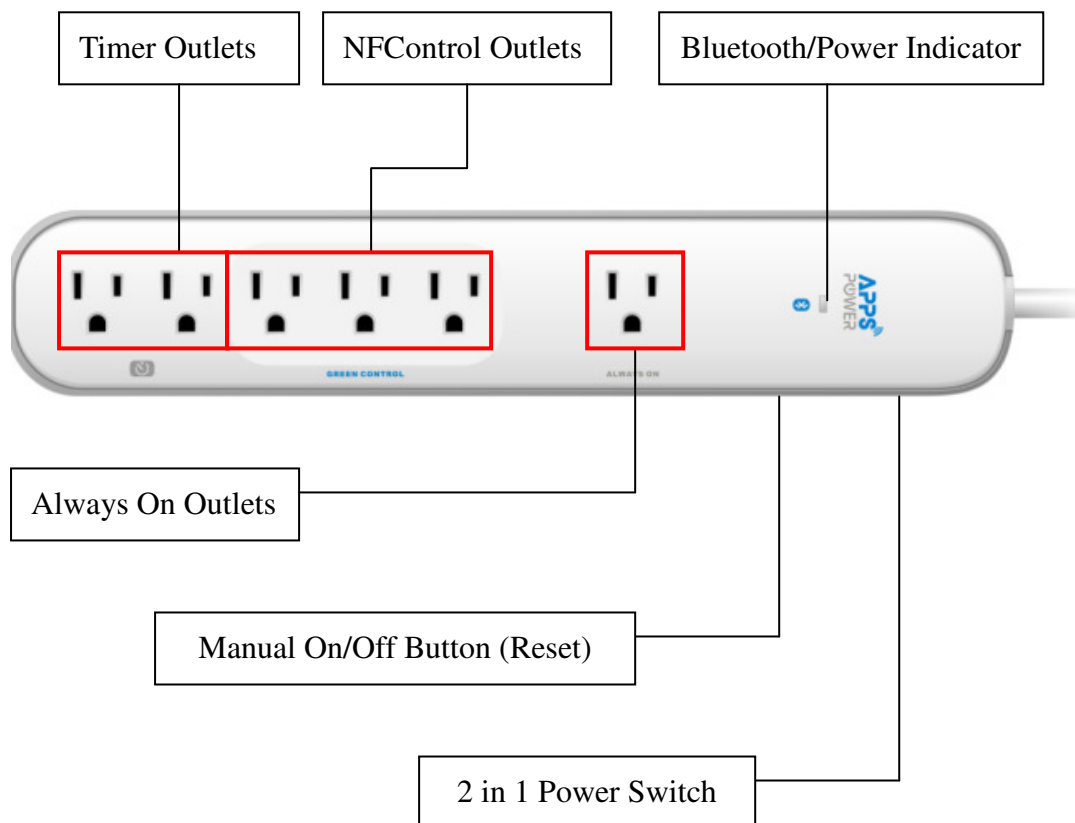 Timer Outlets
NFControl Outlets
Bluetooth/Power Indicator
APPS
POWER
GREEN CONTROL
ALWAYS ON
Always On Outlets
Manual On/Off Button (Reset)
2 in 1 Power Switch